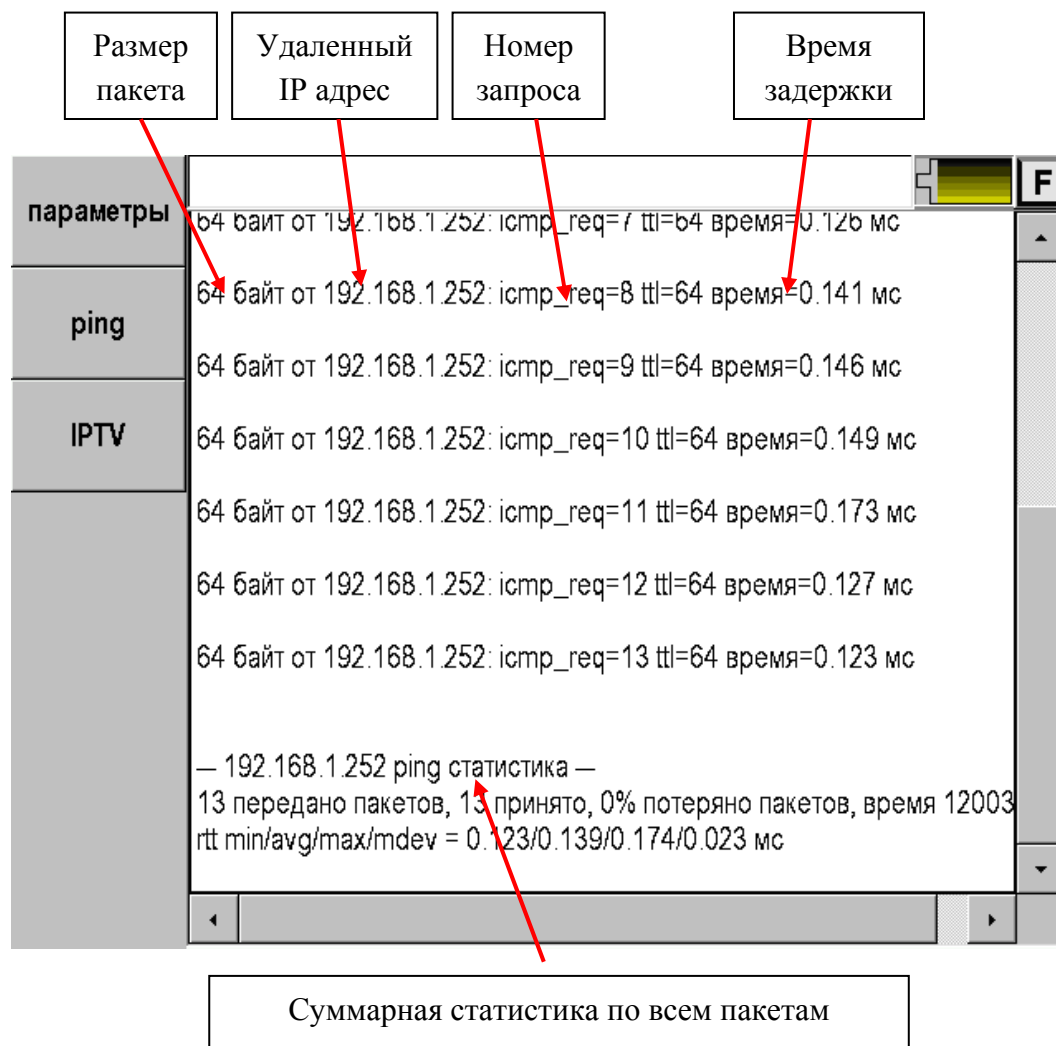 Размер пакета
Удаленный IP адрес
Номер запроса
Время задержки
F
параметры
ping
IPTV
64 байт от 192.168.1.252: icmp_req=7 ttl=64 время=0.126 мс
64 байт от 192.168.1.252: icmp_req=8 ttl=64 время=0.141 мс
64 байт от 192.168.1.252: icmp_req=9 ttl=64 время=0.146 мс
64 байт от 192.168.1.252: icmp_req=10 ttl=64 время=0.149 мс
64 байт от 192.168.1.252: icmp_req=11 ttl=64 время=0.173 мс
64 байт от 192.168.1.252: icmp_req=12 ttl=64 время=0.127 мс
64 байт от 192.168.1.252: icmp_req=13 ttl=64 время=0.123 мс
— 192.168.1.252 ping статистика —
13 передано пакетов, 13 принято, 0% потеряно пакетов, время 12003
rtt min/avg/max/mdev = 0.123/0.139/0.174/0.023 мс
Суммарная статистика по всем пакетам